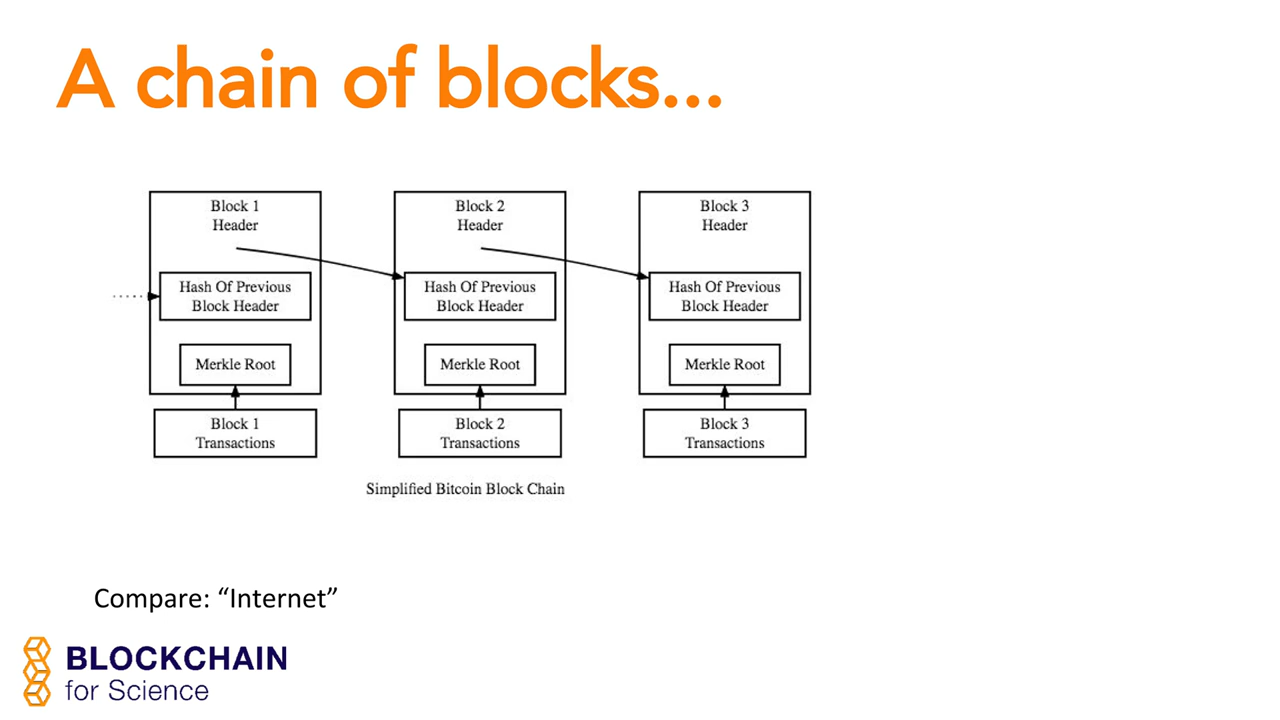 A chain of blocks...
Block 1
Header
Hash Of Previous
Block Header
Merkle Root
Block 1
Transactions
Block 2
Header
Hash Of Previous
Block Header
Merkle Root
Block 2
Transactions
Block 3
Header
Hash Of Previous
Block Header
Merkle Root
Block 3
Transactions
Simplified Bitcoin Block Chain
Compare: “Internet”
BLOCKCHAIN
for Science